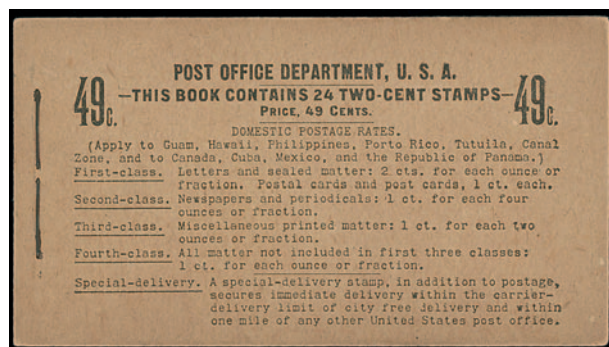 POST OFFICE DEPARTMENT, U. S. A.
49c. —THIS BOOK CONTAINS 24 TWO-CENT STAMPS— 49c.
PRICE, 49 CENTS.
DOMESTIC POSTAGE RATES.
(Apply to Guam, Hawaii, Philippines, Porto Rico, Tutuila, Canal
Zone, and to Canada, Cuba, Mexico, and the Republic of Panama.)
First-class. Letters and sealed matter: 2 cts. for each ounce or
fraction. Postal cards and post cards, 1 ct. each.
Second-class. Newspapers and periodicals: 1 ct. for each four
ounces or fraction.
Third-class. Miscellaneous printed matter: 1 ct. for each two
ounces or fraction.
Fourth-class. All matter not included in first three classes:
1 ct. for each ounce or fraction.
Special-delivery. A special-delivery stamp, in addition to postage,
secures immediate delivery within the carrier-
delivery limit of city free delivery and within
one mile of any other United States post office.